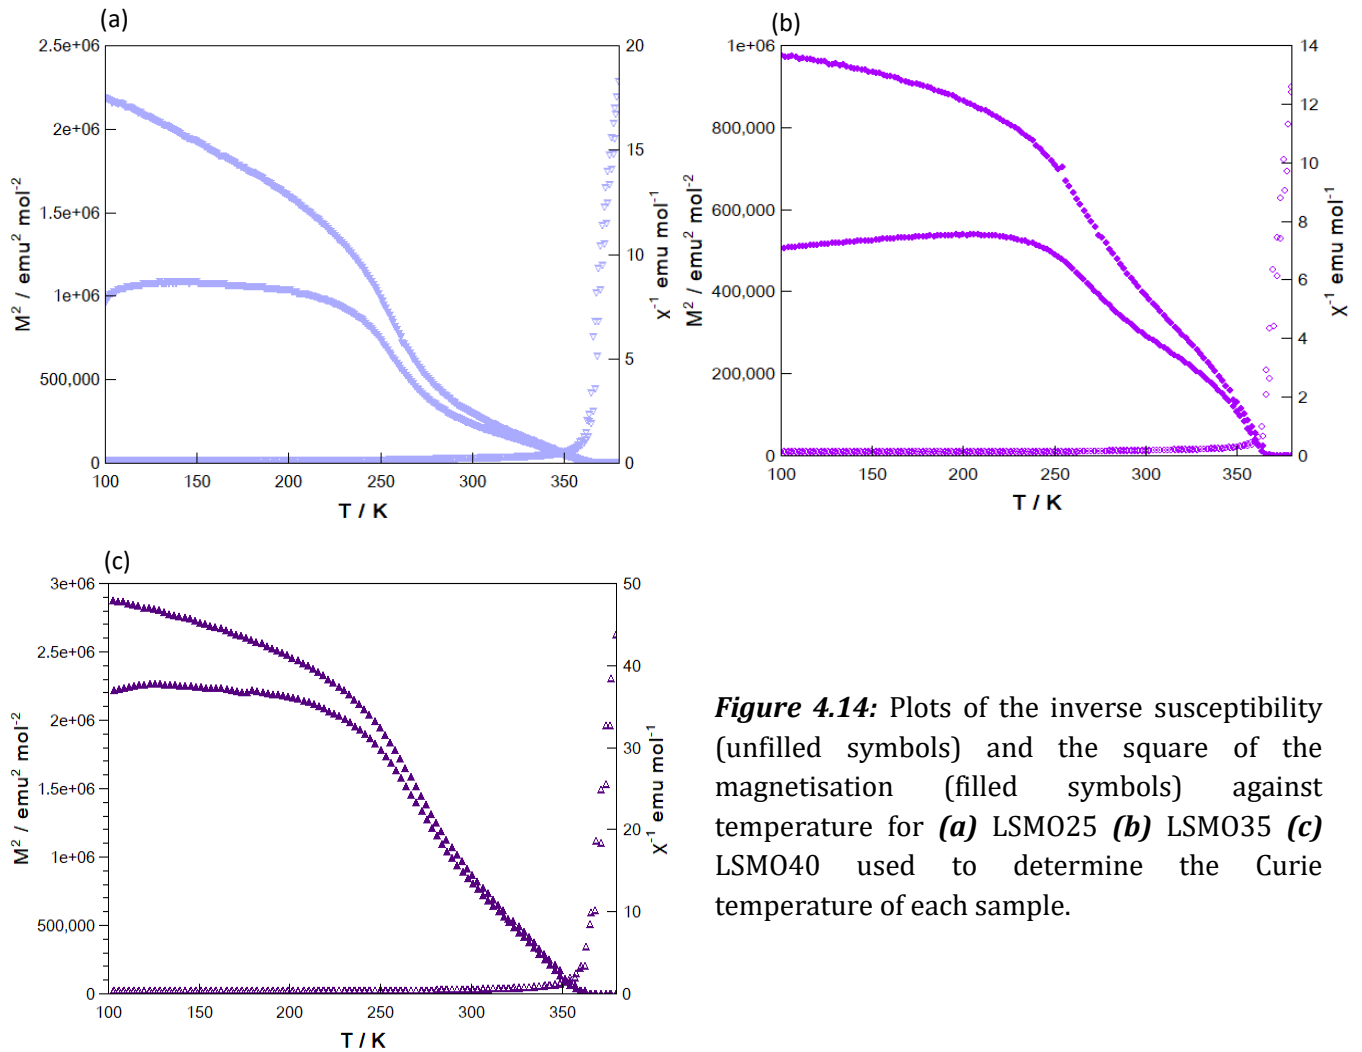 (a)
2.5e+06
2e+06
1.5e+06
1e+06
500,000
0
M² / emu² mol⁻²
20
15
10
5
0
χ⁻¹ emu mol⁻¹
100 150 200 250 300 350
T / K
(b)
1e+06
800,000
600,000
400,000
200,000
0
M² / emu² mol⁻²
14
12
10
8
6
4
2
0
χ⁻¹ emu mol⁻¹
100 150 200 250 300 350
T / K
(c)
3e+06
2.5e+06
2e+06
1.5e+06
1e+06
500,000
0
M² / emu² mol⁻²
50
40
30
20
10
0
χ⁻¹ emu mol⁻¹
100 150 200 250 300 350
T / K
Figure 4.14: Plots of the inverse susceptibility
(unfilled symbols) and the square of the
magnetisation (filled symbols) against
temperature for (a) LSMO25 (b) LSMO35 (c)
LSMO40 used to determine the Curie
temperature of each sample.